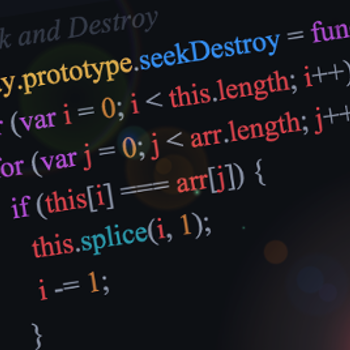 k and Destroy
y.prototype.seekDestroy = fun
r (var i = 0; i < this.length; i++)
for (var j = 0; j < arr.length; j++
if (this[i] === arr[j]) {
this.splice(i, 1);
i -= 1;
}